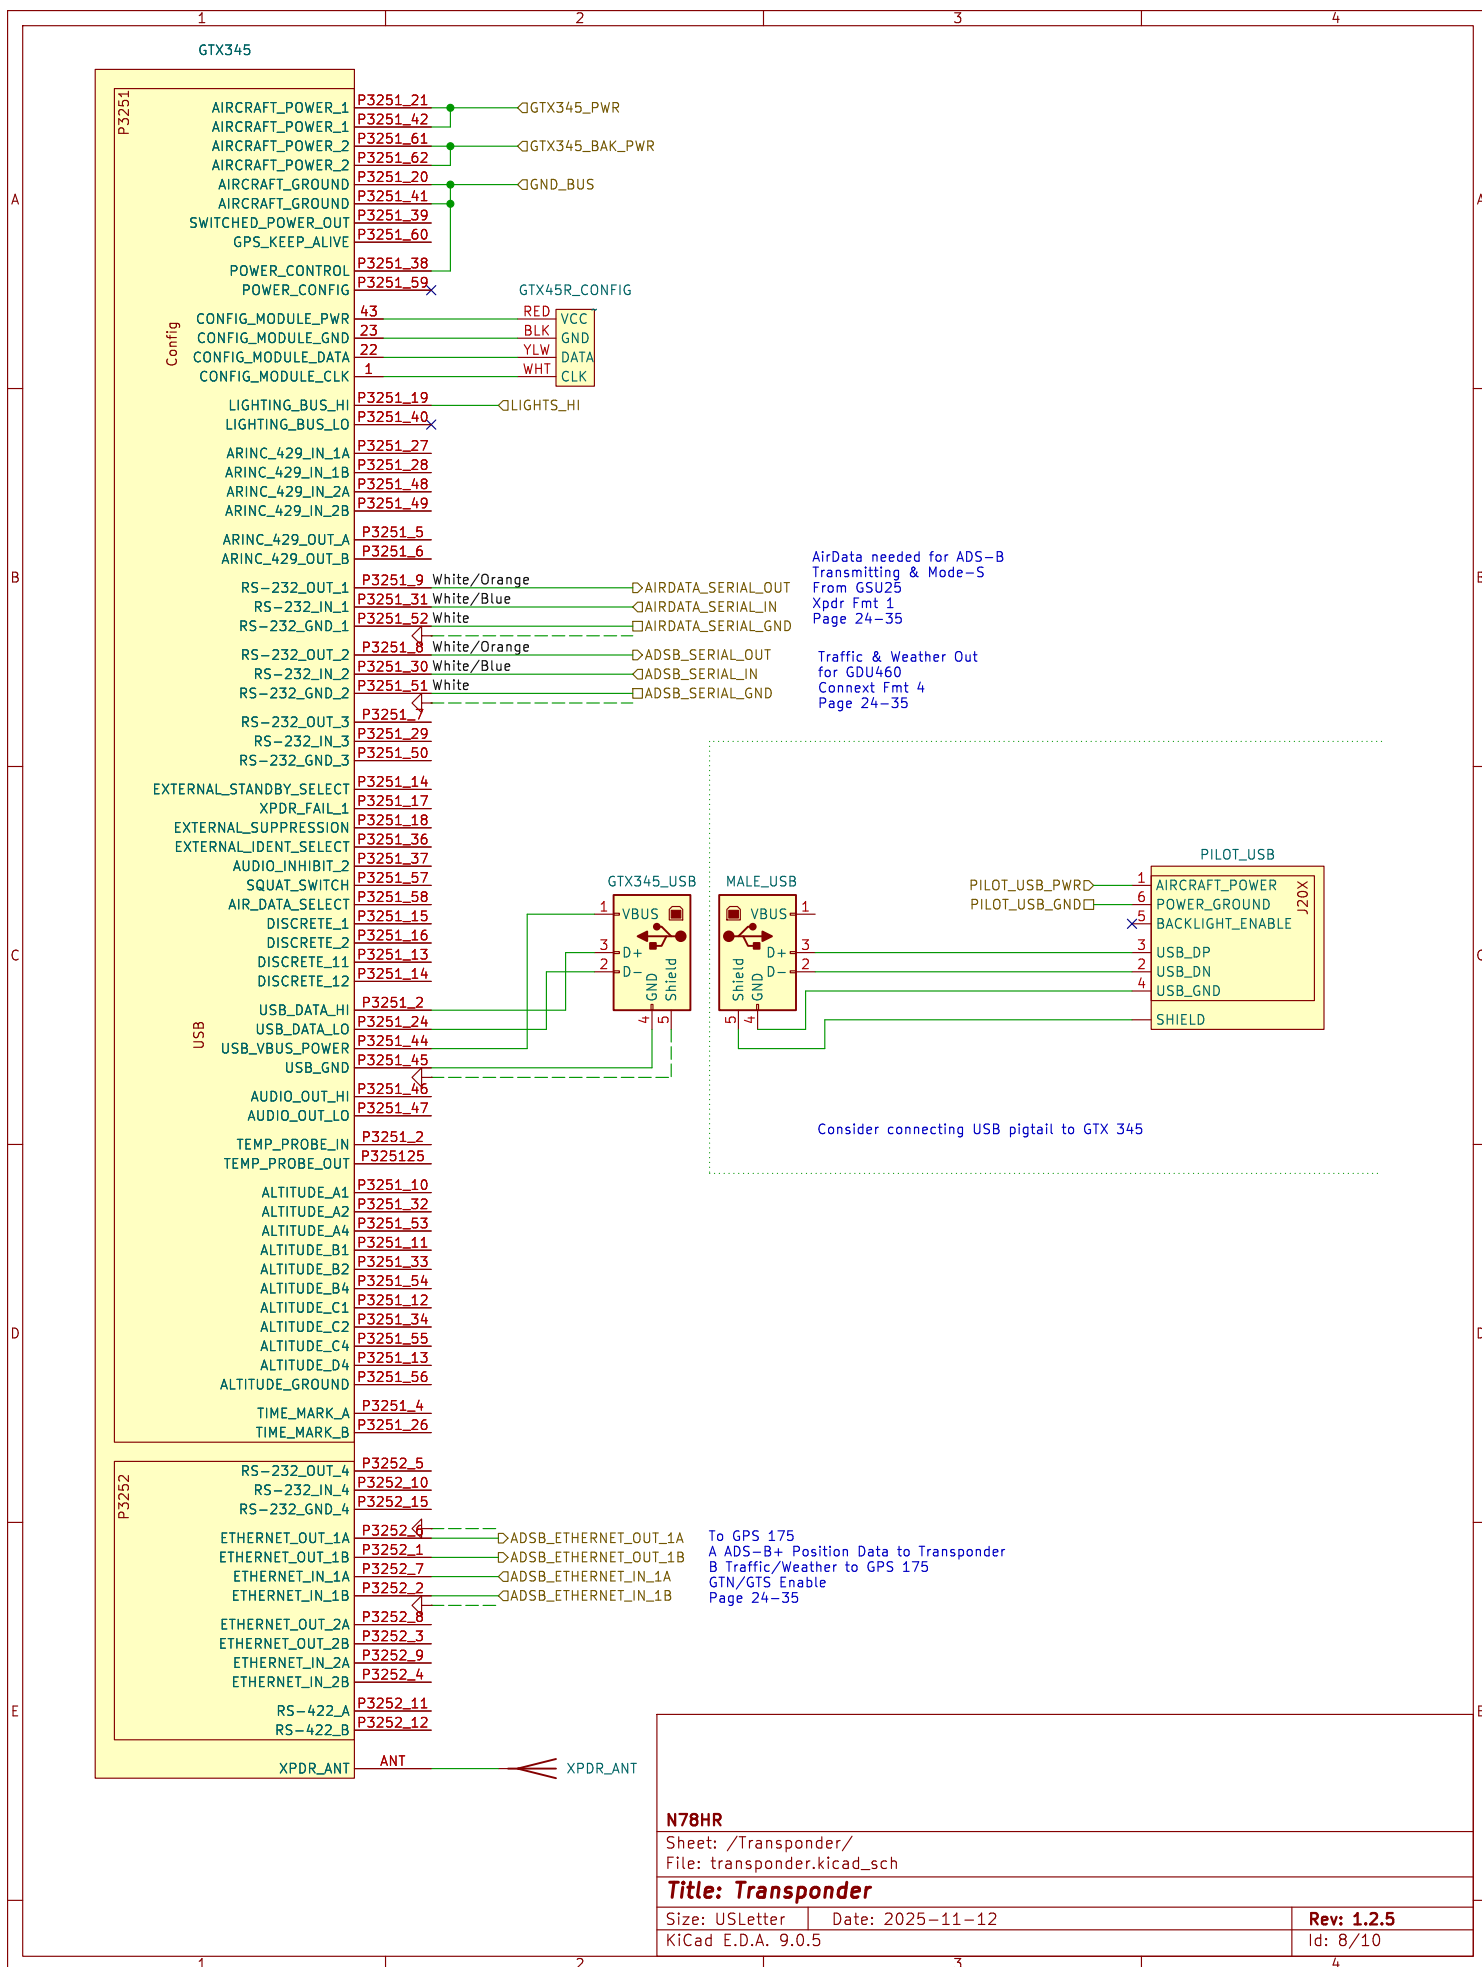 1 2 3 4
GTX345
P3251
AIRCRAFT_POWER_1 P3251_21 GTX345_PWR
AIRCRAFT_POWER_1 P3251_42
AIRCRAFT_POWER_2 P3251_61 GTX345_BAK_PWR
AIRCRAFT_POWER_2 P3251_62
AIRCRAFT_GROUND P3251_20 GND_BUS
A AIRCRAFT_GROUND P3251_41 A
SWITCHED_POWER_OUT P3251_39
GPS_KEEP_ALIVE P3251_60
POWER_CONTROL P3251_38
POWER_CONFIG P3251_59
GTX45R_CONFIG
Config
CONFIG_MODULE_PWR 43 RED VCC
CONFIG_MODULE_GND 23 BLK GND
CONFIG_MODULE_DATA 22 YLW DATA
CONFIG_MODULE_CLK 1 WHT CLK
LIGHTING_BUS_HI P3251_19 LIGHTS_HI
LIGHTING_BUS_LO P3251_40
ARINC_429_IN_1A P3251_27
ARINC_429_IN_1B P3251_28
ARINC_429_IN_2A P3251_48
ARINC_429_IN_2B P3251_49
ARINC_429_OUT_A P3251_5
ARINC_429_OUT_B P3251_6
B B
RS-232_OUT_1 P3251_9 White/Orange AIRDATA_SERIAL_OUT
RS-232_IN_1 P3251_31 White/Blue AIRDATA_SERIAL_IN
RS-232_GND_1 P3251_52 White AIRDATA_SERIAL_GND
AirData needed for ADS-B
Transmitting & Mode-S
From GSU25
Xpdr Fmt 1
Page 24-35
RS-232_OUT_2 P3251_8 White/Orange ADSB_SERIAL_OUT
RS-232_IN_2 P3251_30 White/Blue ADSB_SERIAL_IN
RS-232_GND_2 P3251_51 White ADSB_SERIAL_GND
Traffic & Weather Out
for GDU460
Connext Fmt 4
Page 24-35
RS-232_OUT_3 P3251_7
RS-232_IN_3 P3251_29
RS-232_GND_3 P3251_50
EXTERNAL_STANDBY_SELECT P3251_14
XPDR_FAIL_1 P3251_17
EXTERNAL_SUPPRESSION P3251_18
EXTERNAL_IDENT_SELECT P3251_36
AUDIO_INHIBIT_2 P3251_37
SQUAT_SWITCH P3251_57
AIR_DATA_SELECT P3251_58
DISCRETE_1 P3251_15
DISCRETE_2 P3251_16
DISCRETE_11 P3251_13
DISCRETE_12 P3251_14
C C
GTX345_USB
1 VBUS
3 D+
2 D-
GND Shield
4 5
MALE_USB
VBUS 1
D+ 3
D- 2
Shield GND
5 4
PILOT_USB
J20X
PILOT_USB_PWR 1 AIRCRAFT_POWER
PILOT_USB_GND 6 POWER_GROUND
5 BACKLIGHT_ENABLE
3 USB_DP
2 USB_DN
4 USB_GND
SHIELD
USB
USB_DATA_HI P3251_2
USB_DATA_LO P3251_24
USB_VBUS_POWER P3251_44
USB_GND P3251_45
AUDIO_OUT_HI P3251_46
AUDIO_OUT_LO P3251_47
Consider connecting USB pigtail to GTX 345
TEMP_PROBE_IN P3251_2
TEMP_PROBE_OUT P325125
ALTITUDE_A1 P3251_10
ALTITUDE_A2 P3251_32
ALTITUDE_A4 P3251_53
ALTITUDE_B1 P3251_11
ALTITUDE_B2 P3251_33
ALTITUDE_B4 P3251_54
ALTITUDE_C1 P3251_12
ALTITUDE_C2 P3251_34
D D
ALTITUDE_C4 P3251_55
ALTITUDE_D4 P3251_13
ALTITUDE_GROUND P3251_56
TIME_MARK_A P3251_4
TIME_MARK_B P3251_26
P3252
RS-232_OUT_4 P3252_5
RS-232_IN_4 P3252_10
RS-232_GND_4 P3252_15
ETHERNET_OUT_1A P3252_6 ADSB_ETHERNET_OUT_1A
ETHERNET_OUT_1B P3252_1 ADSB_ETHERNET_OUT_1B
ETHERNET_IN_1A P3252_7 ADSB_ETHERNET_IN_1A
ETHERNET_IN_1B P3252_2 ADSB_ETHERNET_IN_1B
To GPS 175
A ADS-B+ Position Data to Transponder
B Traffic/Weather to GPS 175
GTN/GTS Enable
Page 24-35
ETHERNET_OUT_2A P3252_8
ETHERNET_OUT_2B P3252_3
ETHERNET_IN_2A P3252_9
ETHERNET_IN_2B P3252_4
E E
RS-422_A P3252_11
RS-422_B P3252_12
XPDR_ANT ANT XPDR_ANT
N78HR
Sheet: /Transponder/
File: transponder.kicad_sch
Title: Transponder
Size: USLetter Date: 2025-11-12 Rev: 1.2.5
KiCad E.D.A. 9.0.5 Id: 8/10
1 2 3 4